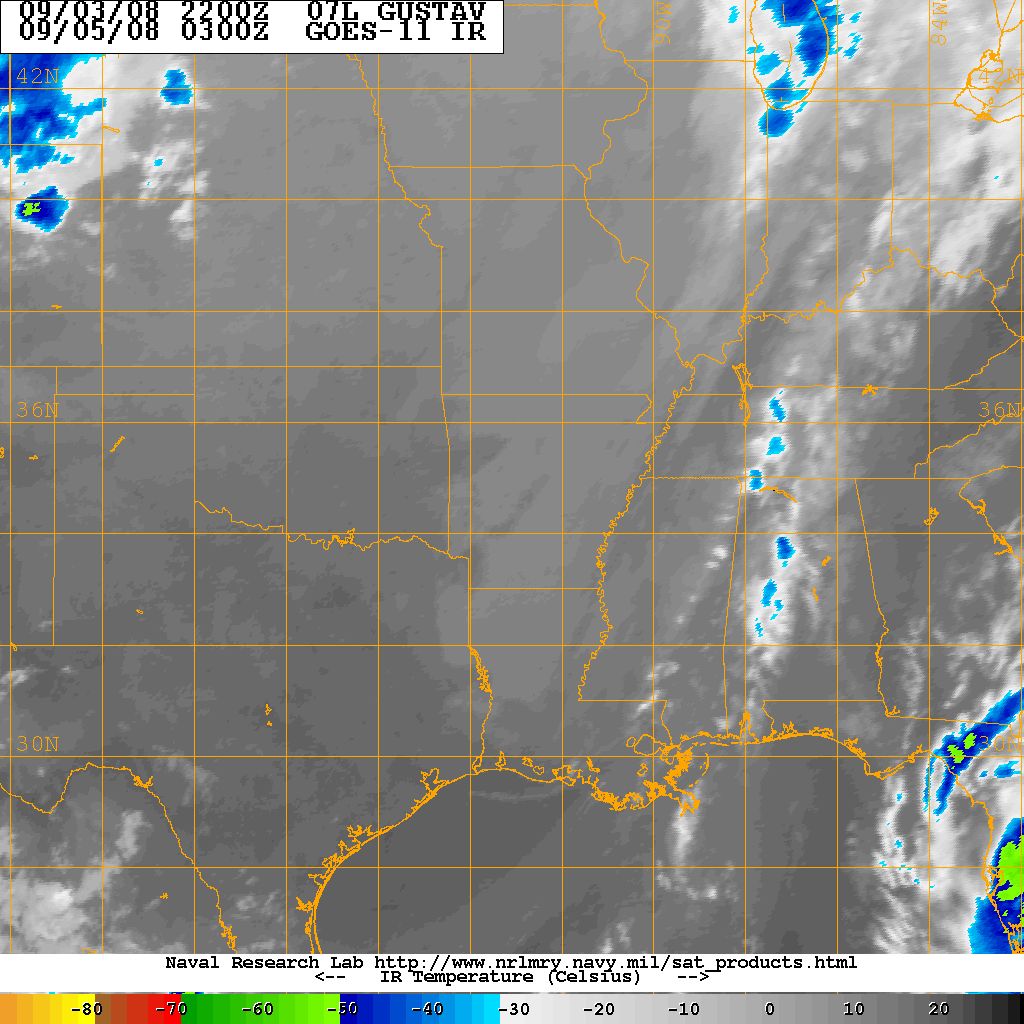 09/03/08 2200Z 07L GUSTAV
09/05/08 0300Z GOES-11 IR
90W
84W
42N
42N
36N
36N
30N
30N
Naval Research Lab http://www.nrlmry.navy.mil/sat_products.html
<-- IR Temperature (Celsius) -->
-80 -70 -60 -50 -40 -30 -20 -10 0 10 20